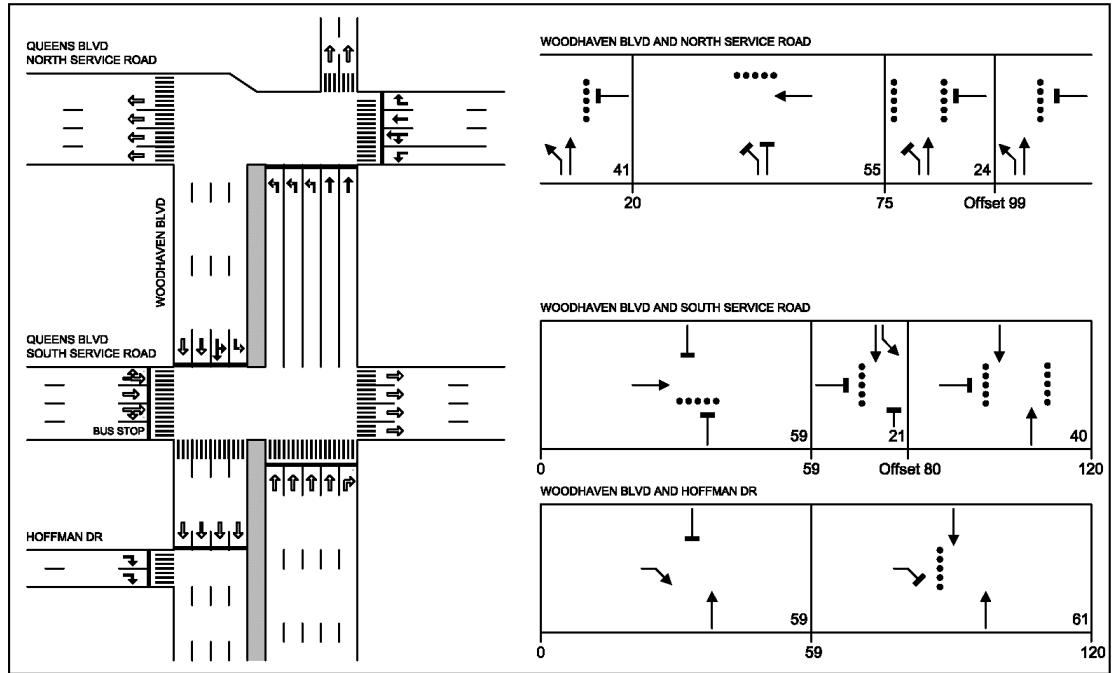 QUEENS BLVD
NORTH SERVICE ROAD
WOODHAVEN BLVD
QUEENS BLVD
SOUTH SERVICE ROAD
BUS STOP
HOFFMAN DR
WOODHAVEN BLVD AND NORTH SERVICE ROAD
41 55 24
20 75 Offset 99
WOODHAVEN BLVD AND SOUTH SERVICE ROAD
59 21 40
0 59 Offset 80 120
WOODHAVEN BLVD AND HOFFMAN DR
59 61
0 59 120